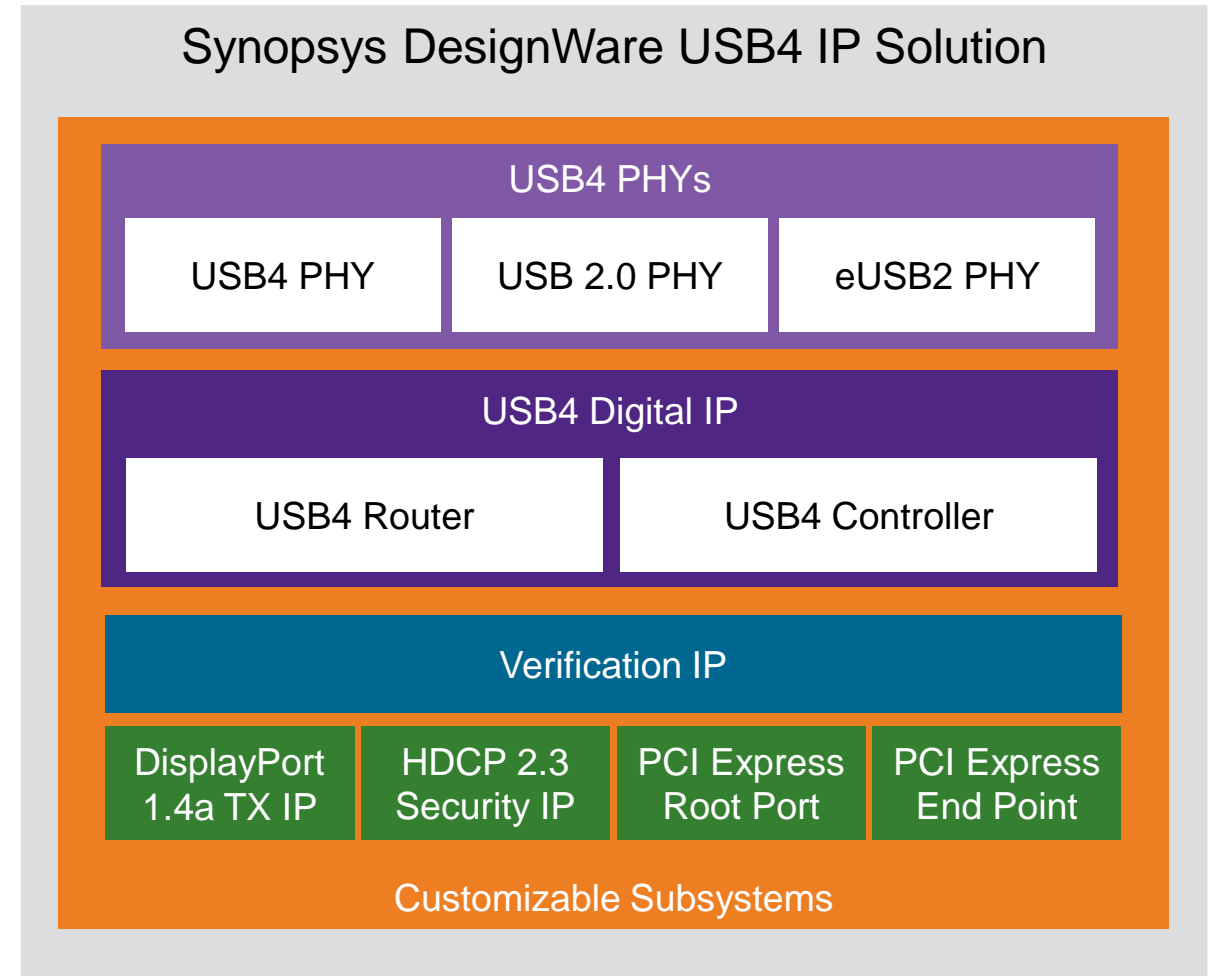 Synopsys DesignWare USB4 IP Solution
USB4 PHYs
USB4 PHY
USB 2.0 PHY
eUSB2 PHY
USB4 Digital IP
USB4 Router
USB4 Controller
Verification IP
DisplayPort
1.4a TX IP
HDCP 2.3
Security IP
PCI Express
Root Port
PCI Express
End Point
Customizable Subsystems